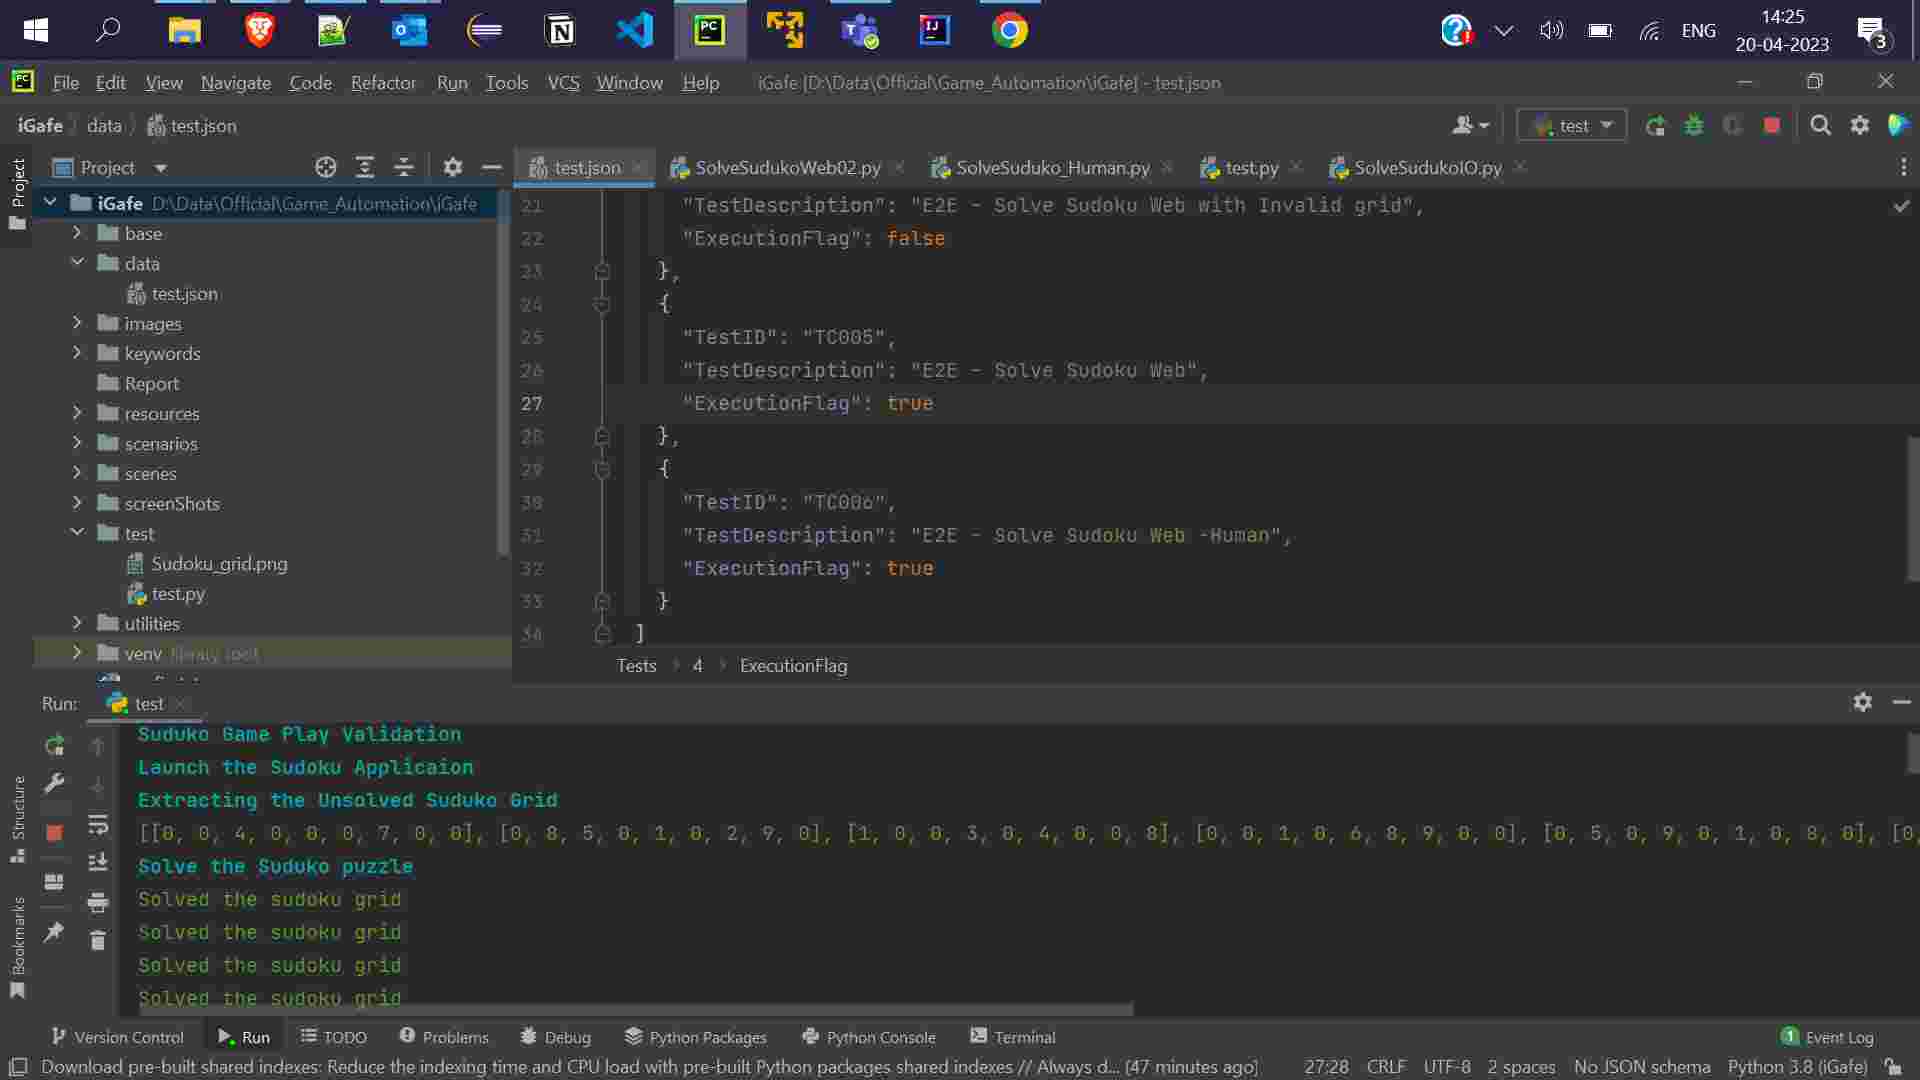 ENG
14:25
20-04-2023
3
File Edit View Navigate Code Refactor Run Tools VCS Window Help
iGafe [D:\Data\Official\Game_Automation\iGafe] - test.json
iGafe data test.json
test
Project
test.json SolveSudukoWeb02.py SolveSuduko_Human.py test.py SolveSudukoIO.py
Project
iGafe D:\Data\Official\Game_Automation\iGafe
base
data
test.json
images
keywords
Report
resources
scenarios
scenes
screenShots
test
Sudoku_grid.png
test.py
utilities
venv library root
21 "TestDescription": "E2E - Solve Sudoku Web with Invalid grid",
22 "ExecutionFlag": false
23 },
24 {
25 "TestID": "TC005",
26 "TestDescription": "E2E - Solve Sudoku Web",
27 "ExecutionFlag": true
28 },
29 {
30 "TestID": "TC006",
31 "TestDescription": "E2E - Solve Sudoku Web -Human",
32 "ExecutionFlag": true
33 }
34 ]
Tests 4 ExecutionFlag
Run: test
Suduko Game Play Validation
Launch the Sudoku Applicaion
Extracting the Unsolved Suduko Grid
[[0, 0, 4, 0, 0, 0, 7, 0, 0], [0, 8, 5, 0, 1, 0, 2, 9, 0], [1, 0, 0, 3, 0, 4, 0, 0, 8], [0, 0, 1, 0, 6, 8, 9, 0, 0], [0, 5, 0, 9, 0, 1, 0, 8, 0], [0,
Solve the Suduko puzzle
Solved the sudoku grid
Solved the sudoku grid
Solved the sudoku grid
Solved the sudoku grid
Structure
Bookmarks
Version Control Run TODO Problems Debug Python Packages Python Console Terminal
1 Event Log
Download pre-built shared indexes: Reduce the indexing time and CPU load with pre-built Python packages shared indexes // Always d... (47 minutes ago)
27:28 CRLF UTF-8 2 spaces No JSON schema Python 3.8 (iGafe)